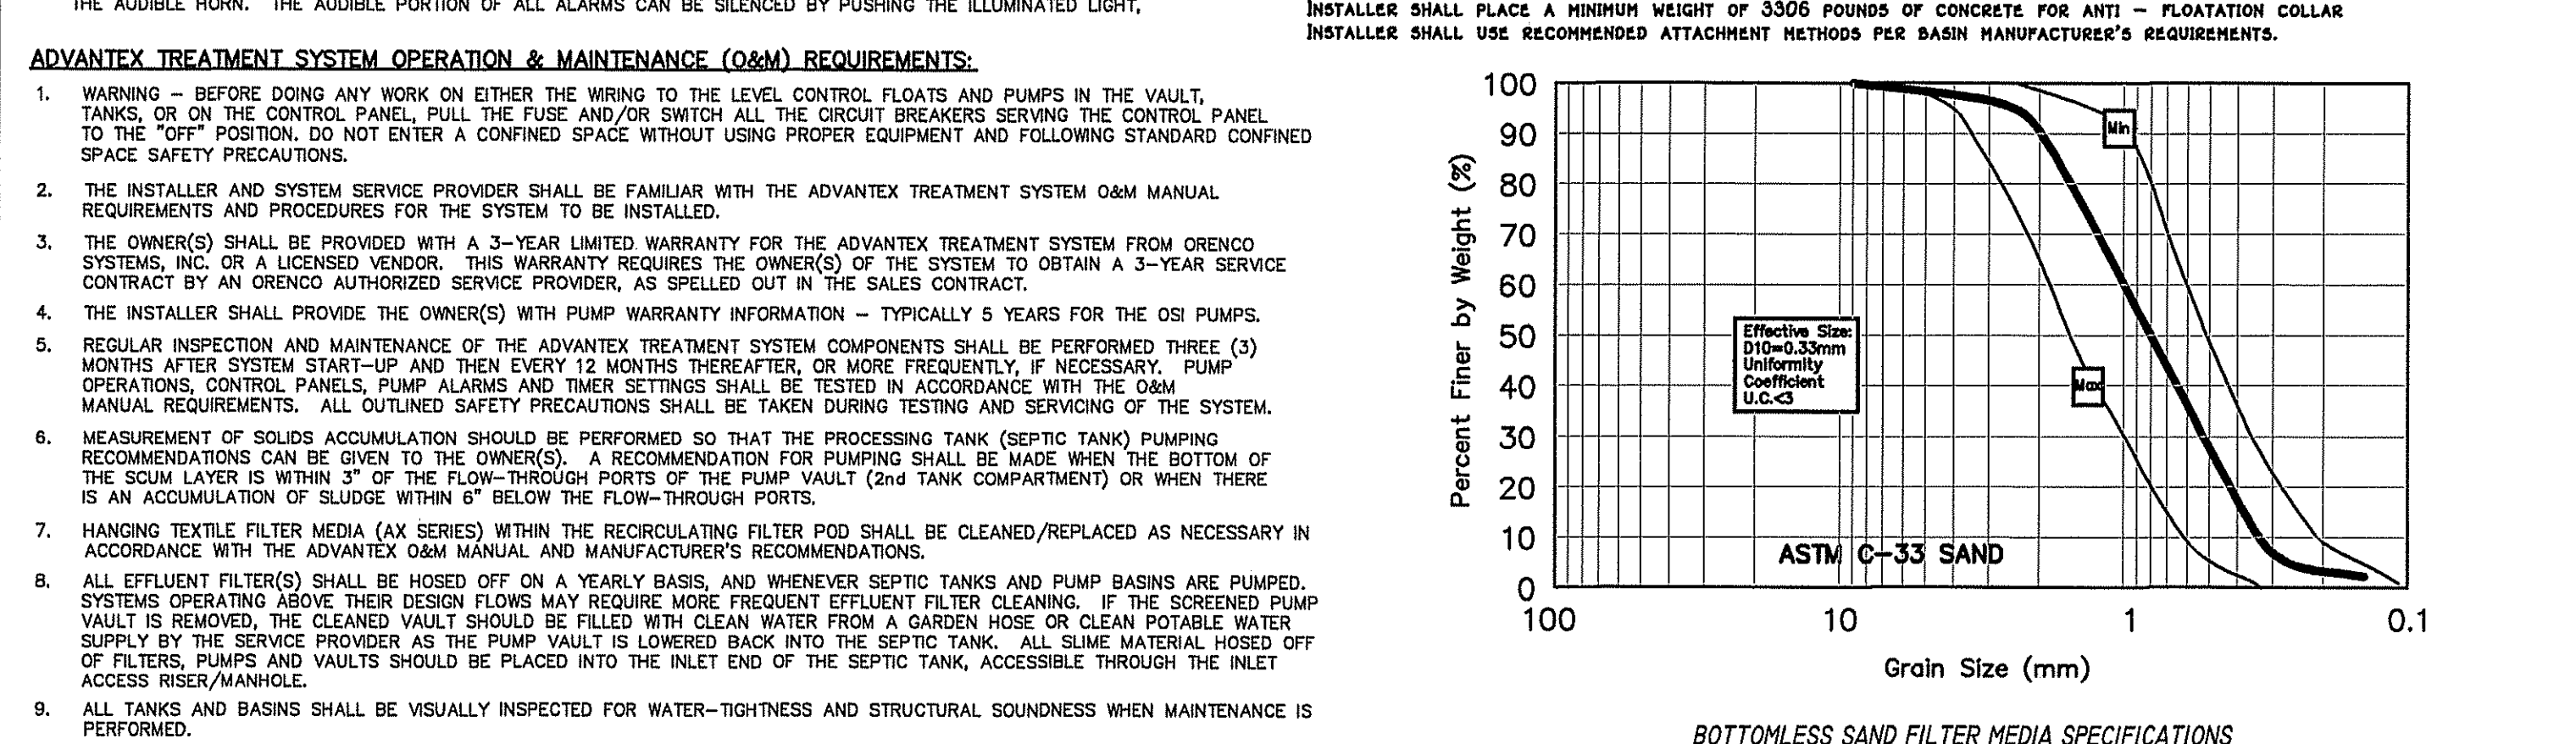 THE AUDIBLE HORN. THE AUDIBLE PORTION OF ALL ALARMS CAN BE SILENCED BY PUSHING THE ILLUMINATED LIGHT,
ADVANTEX TREATMENT SYSTEM OPERATION & MAINTENANCE (O&M) REQUIREMENTS:
1. WARNING – BEFORE DOING ANY WORK ON EITHER THE WIRING TO THE LEVEL CONTROL FLOATS AND PUMPS IN THE VAULT,
TANKS, OR ON THE CONTROL PANEL, PULL THE FUSE AND/OR SWITCH ALL THE CIRCUIT BREAKERS SERVING THE CONTROL PANEL
TO THE "OFF" POSITION. DO NOT ENTER A CONFINED SPACE WITHOUT USING PROPER EQUIPMENT AND FOLLOWING STANDARD CONFINED
SPACE SAFETY PRECAUTIONS.
2. THE INSTALLER AND SYSTEM SERVICE PROVIDER SHALL BE FAMILIAR WITH THE ADVANTEX TREATMENT SYSTEM O&M MANUAL
REQUIREMENTS AND PROCEDURES FOR THE SYSTEM TO BE INSTALLED.
3. THE OWNER(S) SHALL BE PROVIDED WITH A 3-YEAR LIMITED WARRANTY FOR THE ADVANTEX TREATMENT SYSTEM FROM ORENCO
SYSTEMS, INC. OR A LICENSED VENDOR. THIS WARRANTY REQUIRES THE OWNER(S) OF THE SYSTEM TO OBTAIN A 3-YEAR SERVICE
CONTRACT BY AN ORENCO AUTHORIZED SERVICE PROVIDER, AS SPELLED OUT IN THE SALES CONTRACT.
4. THE INSTALLER SHALL PROVIDE THE OWNER(S) WITH PUMP WARRANTY INFORMATION – TYPICALLY 5 YEARS FOR THE OSI PUMPS.
5. REGULAR INSPECTION AND MAINTENANCE OF THE ADVANTEX TREATMENT SYSTEM COMPONENTS SHALL BE PERFORMED THREE (3)
MONTHS AFTER SYSTEM START-UP AND THEN EVERY 12 MONTHS THEREAFTER, OR MORE FREQUENTLY, IF NECESSARY. PUMP
OPERATIONS, CONTROL PANELS, PUMP ALARMS AND TIMER SETTINGS SHALL BE TESTED IN ACCORDANCE WITH THE O&M
MANUAL REQUIREMENTS. ALL OUTLINED SAFETY PRECAUTIONS SHALL BE TAKEN DURING TESTING AND SERVICING OF THE SYSTEM.
6. MEASUREMENT OF SOLIDS ACCUMULATION SHOULD BE PERFORMED SO THAT THE PROCESSING TANK (SEPTIC TANK) PUMPING
RECOMMENDATIONS CAN BE GIVEN TO THE OWNER(S). A RECOMMENDATION FOR PUMPING SHALL BE MADE WHEN THE BOTTOM OF
THE SCUM LAYER IS WITHIN 3" OF THE FLOW-THROUGH PORTS OF THE PUMP VAULT (2nd TANK COMPARTMENT) OR WHEN THERE
IS AN ACCUMULATION OF SLUDGE WITHIN 6" BELOW THE FLOW-THROUGH PORTS.
7. HANGING TEXTILE FILTER MEDIA (AX SERIES) WITHIN THE RECIRCULATING FILTER POD SHALL BE CLEANED/REPLACED AS NECESSARY IN
ACCORDANCE WITH THE ADVANTEX O&M MANUAL AND MANUFACTURER'S RECOMMENDATIONS.
8. ALL EFFLUENT FILTER(S) SHALL BE HOSED OFF ON A YEARLY BASIS, AND WHENEVER SEPTIC TANKS AND PUMP BASINS ARE PUMPED.
SYSTEMS OPERATING ABOVE THEIR DESIGN FLOWS MAY REQUIRE MORE FREQUENT EFFLUENT FILTER CLEANING. IF THE SCREENED PUMP
VAULT IS REMOVED, THE CLEANED VAULT SHOULD BE FILLED WITH CLEAN WATER FROM A GARDEN HOSE OR CLEAN POTABLE WATER
SUPPLY BY THE SERVICE PROVIDER AS THE PUMP VAULT IS LOWERED BACK INTO THE SEPTIC TANK. ALL SLIME MATERIAL HOSED OFF
OF FILTERS, PUMPS AND VAULTS SHOULD BE PLACED INTO THE INLET END OF THE SEPTIC TANK, ACCESSIBLE THROUGH THE INLET
ACCESS RISER/MANHOLE.
9. ALL TANKS AND BASINS SHALL BE VISUALLY INSPECTED FOR WATER-TIGHTNESS AND STRUCTURAL SOUNDNESS WHEN MAINTENANCE IS
PERFORMED.
INSTALLER SHALL PLACE A MINIMUM WEIGHT OF 3306 POUNDS OF CONCRETE FOR ANTI – FLOATATION COLLAR
INSTALLER SHALL USE RECOMMENDED ATTACHMENT METHODS PER BASIN MANUFACTURER'S REQUIREMENTS.
Percent Finer by Weight (%)
100
90
80
70
60
50
40
30
20
10
0
Min
Effective Size:
D10=0.33mm
Uniformity
Coefficient
U.C.<3
Max
ASTM C-33 SAND
100 10 1 0.1
Grain Size (mm)
BOTTOMLESS SAND FILTER MEDIA SPECIFICATIONS